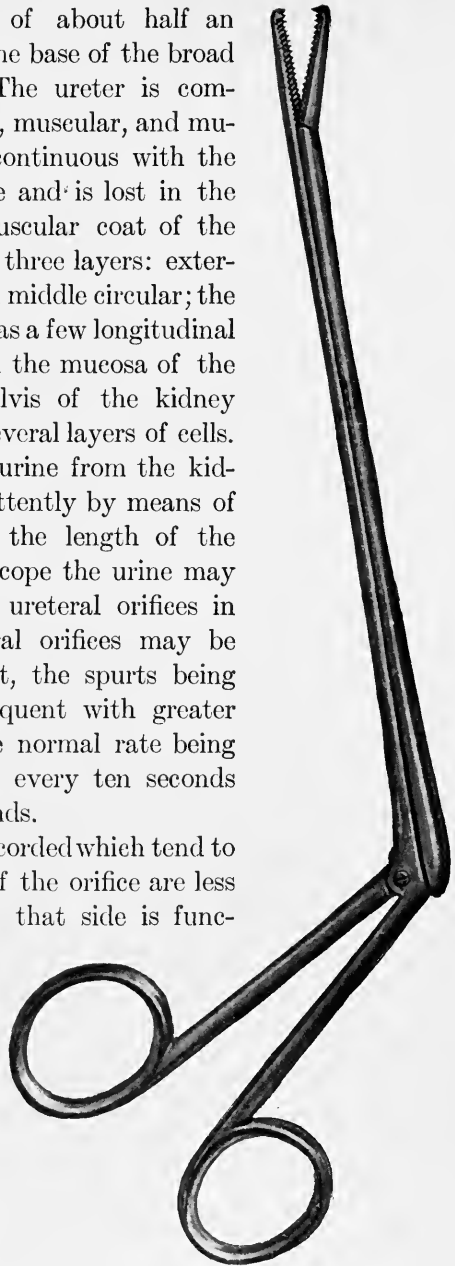 of about half an
ne base of the broad
The ureter is com-
, muscular, and mu-
continuous with the
e and is lost in the
uscular coat of the
three layers: exter-
middle circular; the
as a few longitudinal
the mucosa of the
lvis of the kidney
everal layers of cells.
urine from the kid-
ttently by means of
the length of the
cope the urine may
ureteral orifices in
al orifices may be
t, the spurts being
quent with greater
e normal rate being
every ten seconds
nds.
corded which tend to
f the orifice are less
that side is func-